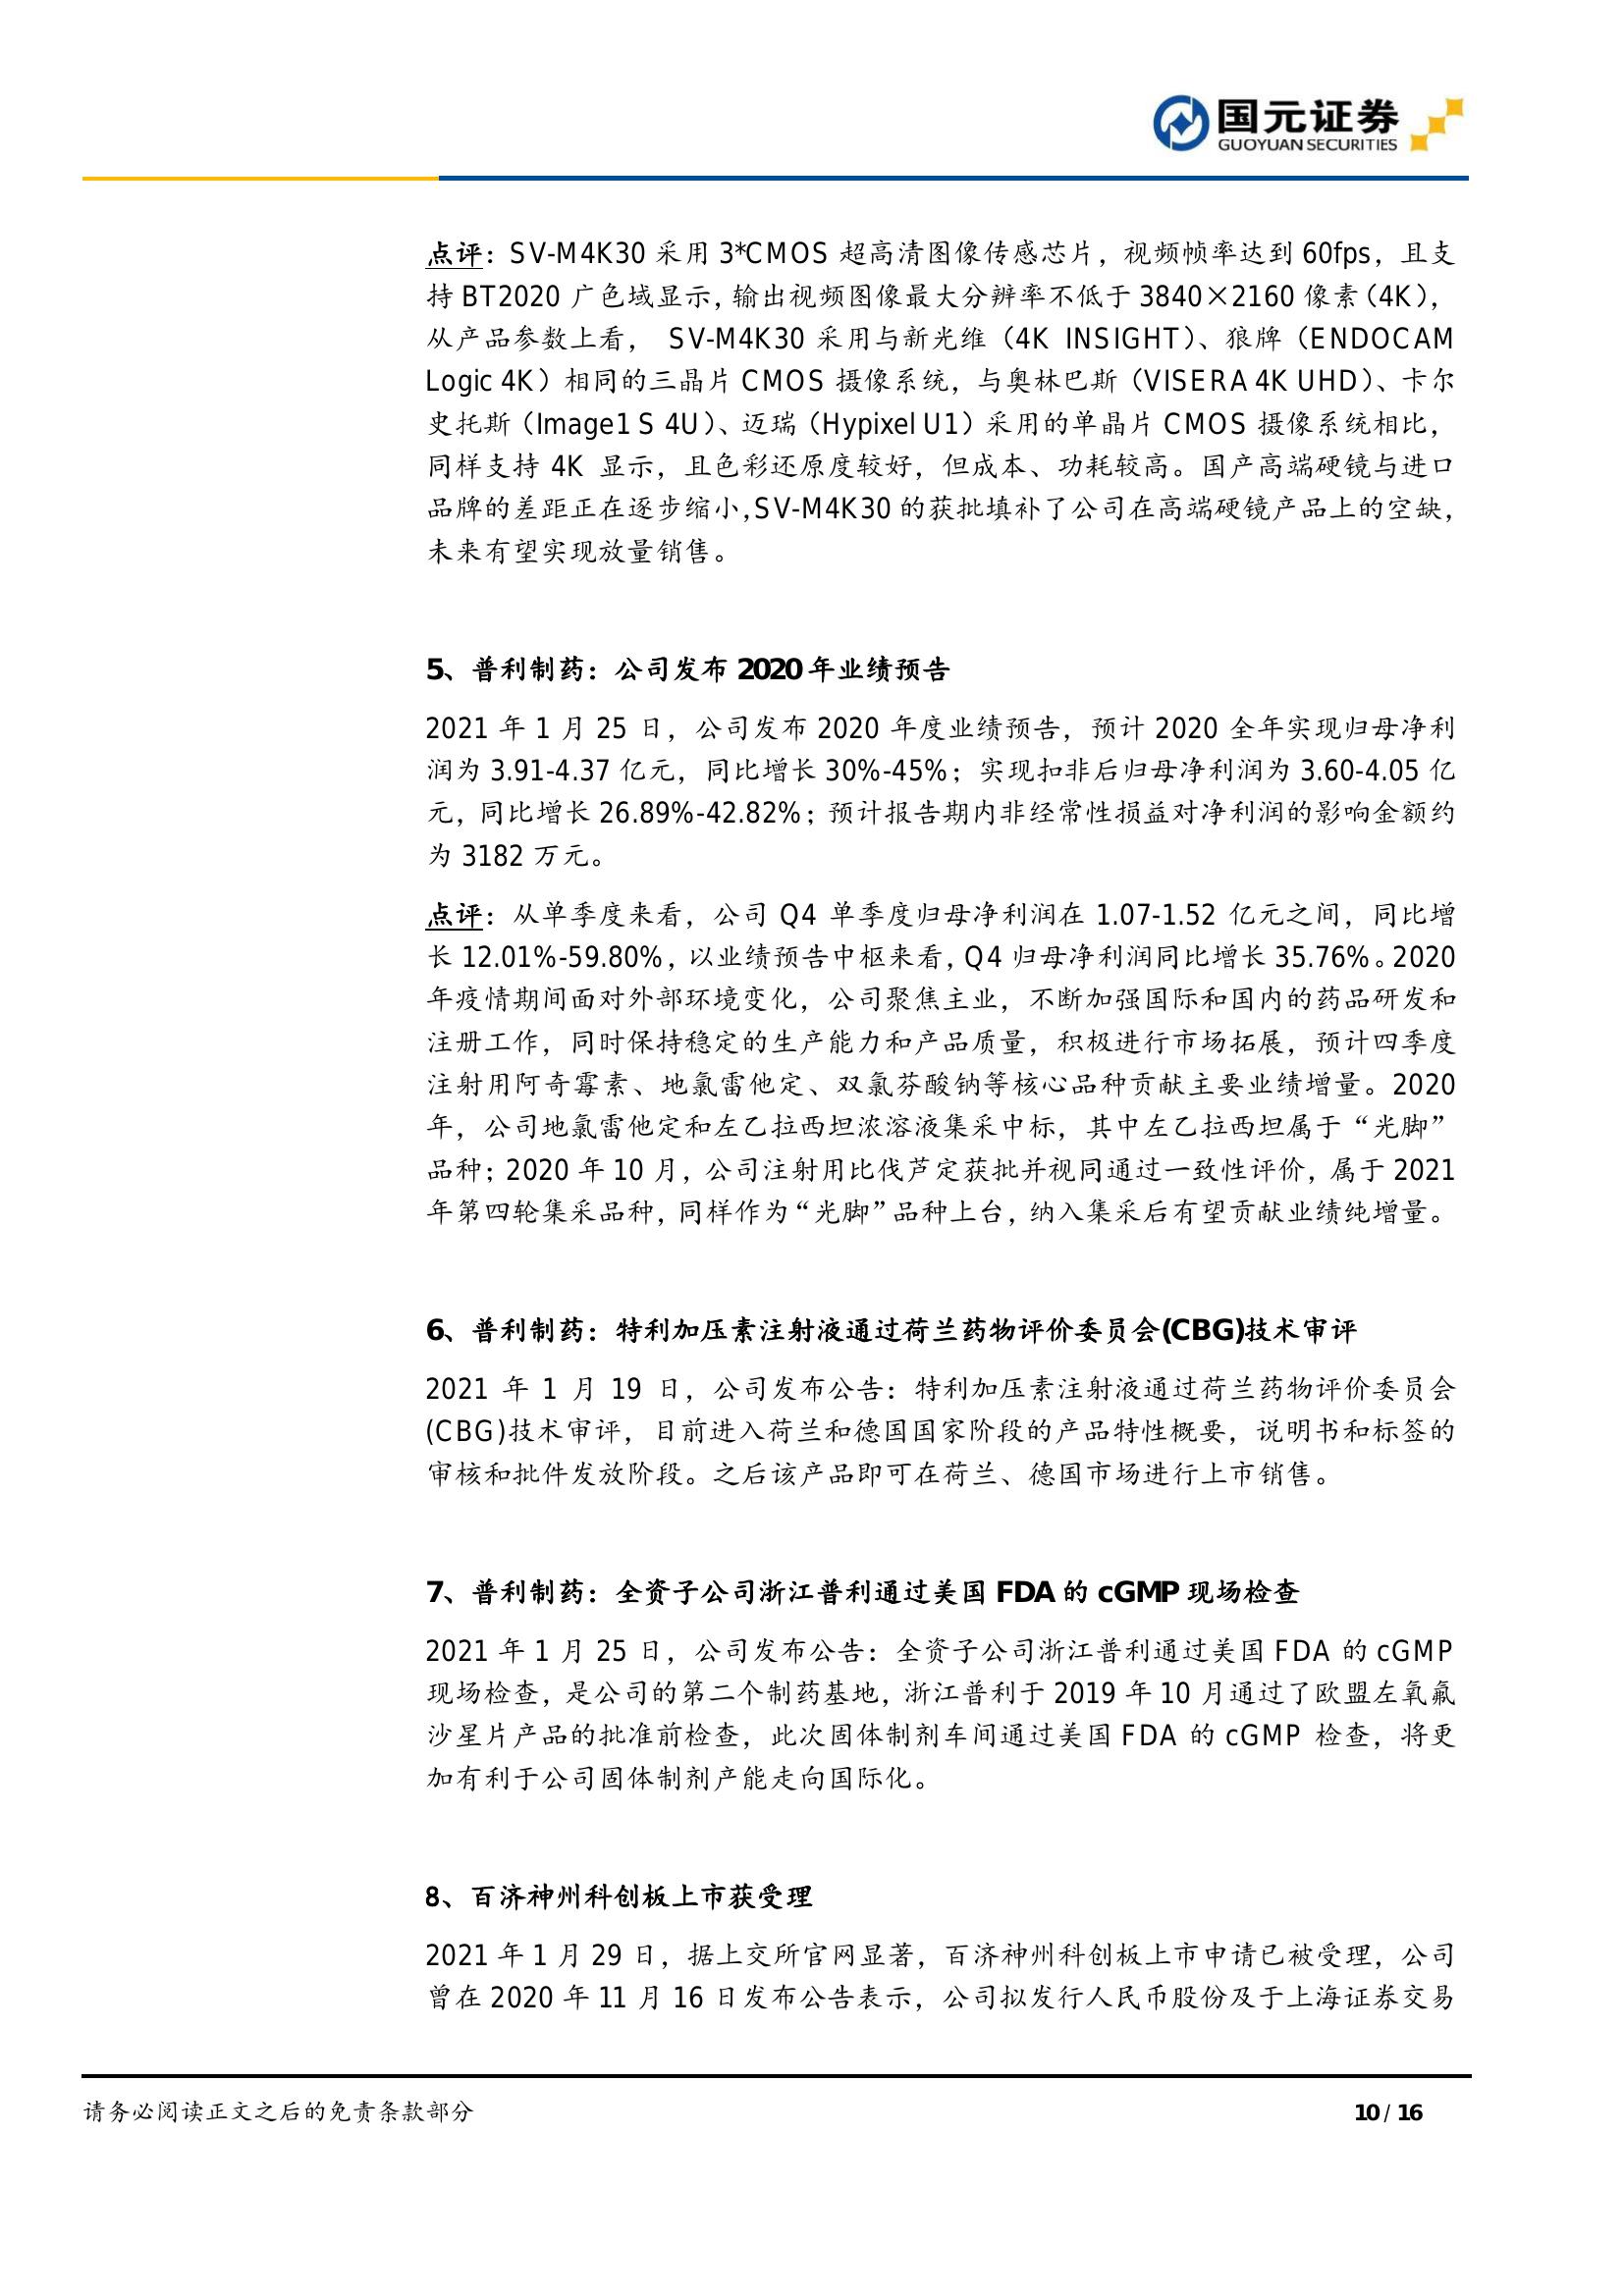 国元证券
GUOYUAN SECURITIES
点评：SV-M4K30 采用 3*CMOS 超高清图像传感芯片，视频帧率达到 60fps，且支
持 BT2020 广色域显示，输出视频图像最大分辨率不低于 3840×2160 像素（4K），
从产品参数上看， SV-M4K30 采用与新光维（4K INSIGHT）、狼牌（ENDOCAM
Logic 4K）相同的三晶片 CMOS 摄像系统，与奥林巴斯（VISERA 4K UHD）、卡尔
史托斯（Image1 S 4U）、迈瑞（Hypixel U1）采用的单晶片 CMOS 摄像系统相比，
同样支持 4K 显示，且色彩还原度较好，但成本、功耗较高。国产高端硬镜与进口
品牌的差距正在逐步缩小，SV-M4K30 的获批填补了公司在高端硬镜产品上的空缺，
未来有望实现放量销售。
5、普利制药：公司发布 2020 年业绩预告
2021 年 1 月 25 日，公司发布 2020 年度业绩预告，预计 2020 全年实现归母净利
润为 3.91-4.37 亿元，同比增长 30%-45%；实现扣非后归母净利润为 3.60-4.05 亿
元，同比增长 26.89%-42.82%；预计报告期内非经常性损益对净利润的影响金额约
为 3182 万元。
点评：从单季度来看，公司 Q4 单季度归母净利润在 1.07-1.52 亿元之间，同比增
长 12.01%-59.80%，以业绩预告中枢来看，Q4 归母净利润同比增长 35.76%。2020
年疫情期间面对外部环境变化，公司聚焦主业，不断加强国际和国内的药品研发和
注册工作，同时保持稳定的生产能力和产品质量，积极进行市场拓展，预计四季度
注射用阿奇霉素、地氯雷他定、双氯芬酸钠等核心品种贡献主要业绩增量。2020
年，公司地氯雷他定和左乙拉西坦浓溶液集采中标，其中左乙拉西坦属于“光脚”
品种；2020 年 10 月，公司注射用比伐芦定获批并视同通过一致性评价，属于 2021
年第四轮集采品种，同样作为“光脚”品种上台，纳入集采后有望贡献业绩纯增量。
6、普利制药：特利加压素注射液通过荷兰药物评价委员会(CBG)技术审评
2021 年 1 月 19 日，公司发布公告：特利加压素注射液通过荷兰药物评价委员会
(CBG)技术审评，目前进入荷兰和德国国家阶段的产品特性概要，说明书和标签的
审核和批件发放阶段。之后该产品即可在荷兰、德国市场进行上市销售。
7、普利制药：全资子公司浙江普利通过美国 FDA 的 cGMP 现场检查
2021 年 1 月 25 日，公司发布公告：全资子公司浙江普利通过美国 FDA 的 cGMP
现场检查，是公司的第二个制药基地，浙江普利于 2019 年 10 月通过了欧盟左氧氟
沙星片产品的批准前检查，此次固体制剂车间通过美国 FDA 的 cGMP 检查，将更
加有利于公司固体制剂产能走向国际化。
8、百济神州科创板上市获受理
2021 年 1 月 29 日，据上交所官网显著，百济神州科创板上市申请已被受理，公司
曾在 2020 年 11 月 16 日发布公告表示，公司拟发行人民币股份及于上海证券交易
请务必阅读正文之后的免责条款部分
10 / 16